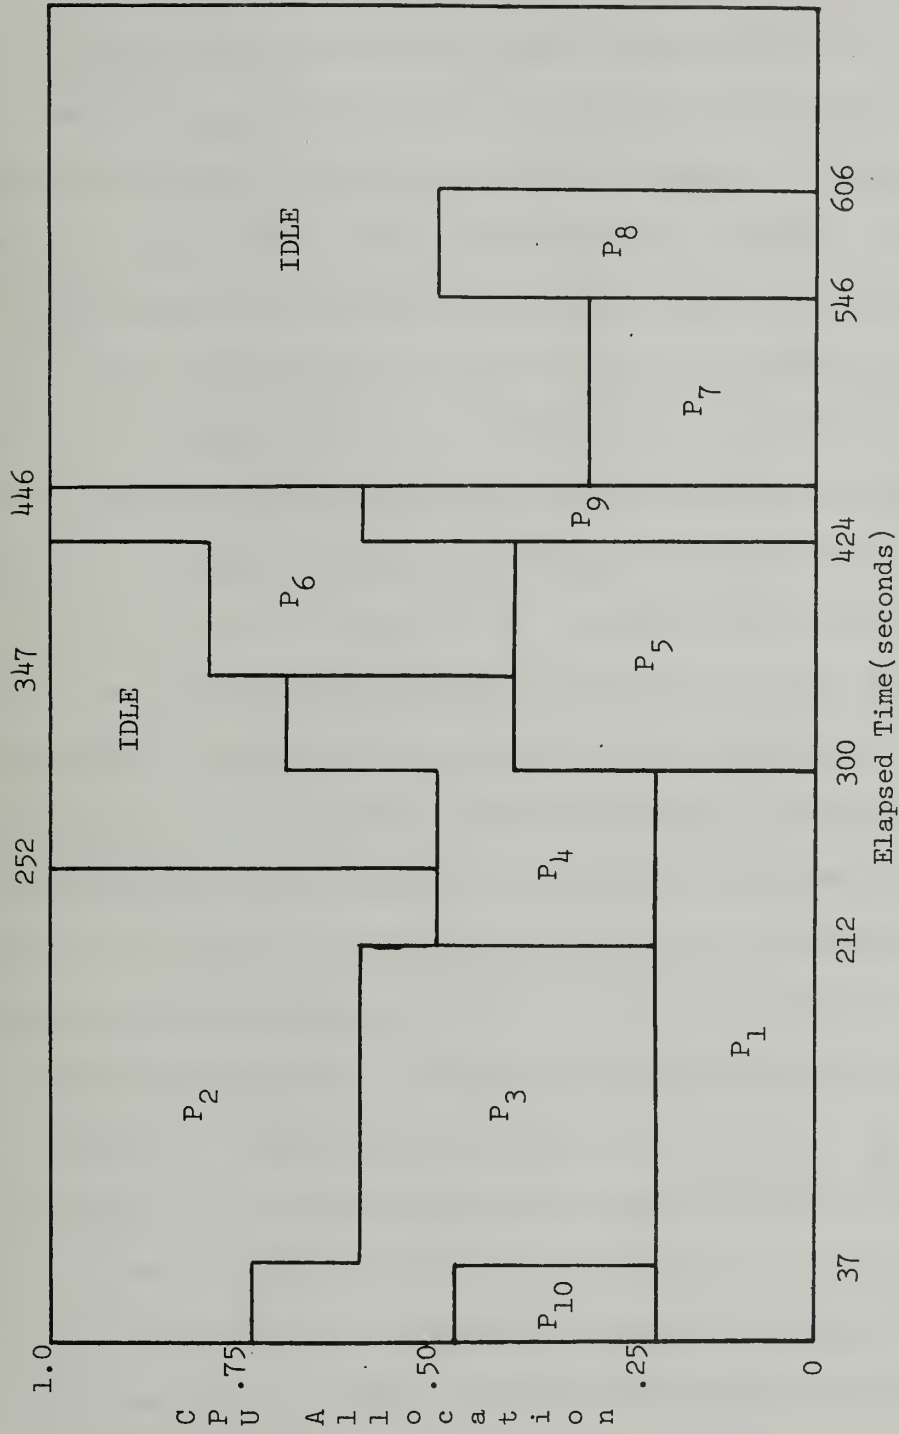 1.0
.75
.50
.25
0
CPU Allocation
252
347
446
IDLE
IDLE
P2
P3
P10
P1
P4
P5
P6
P9
P7
P8
37
212
300
424
546
606
Elapsed Time(seconds)